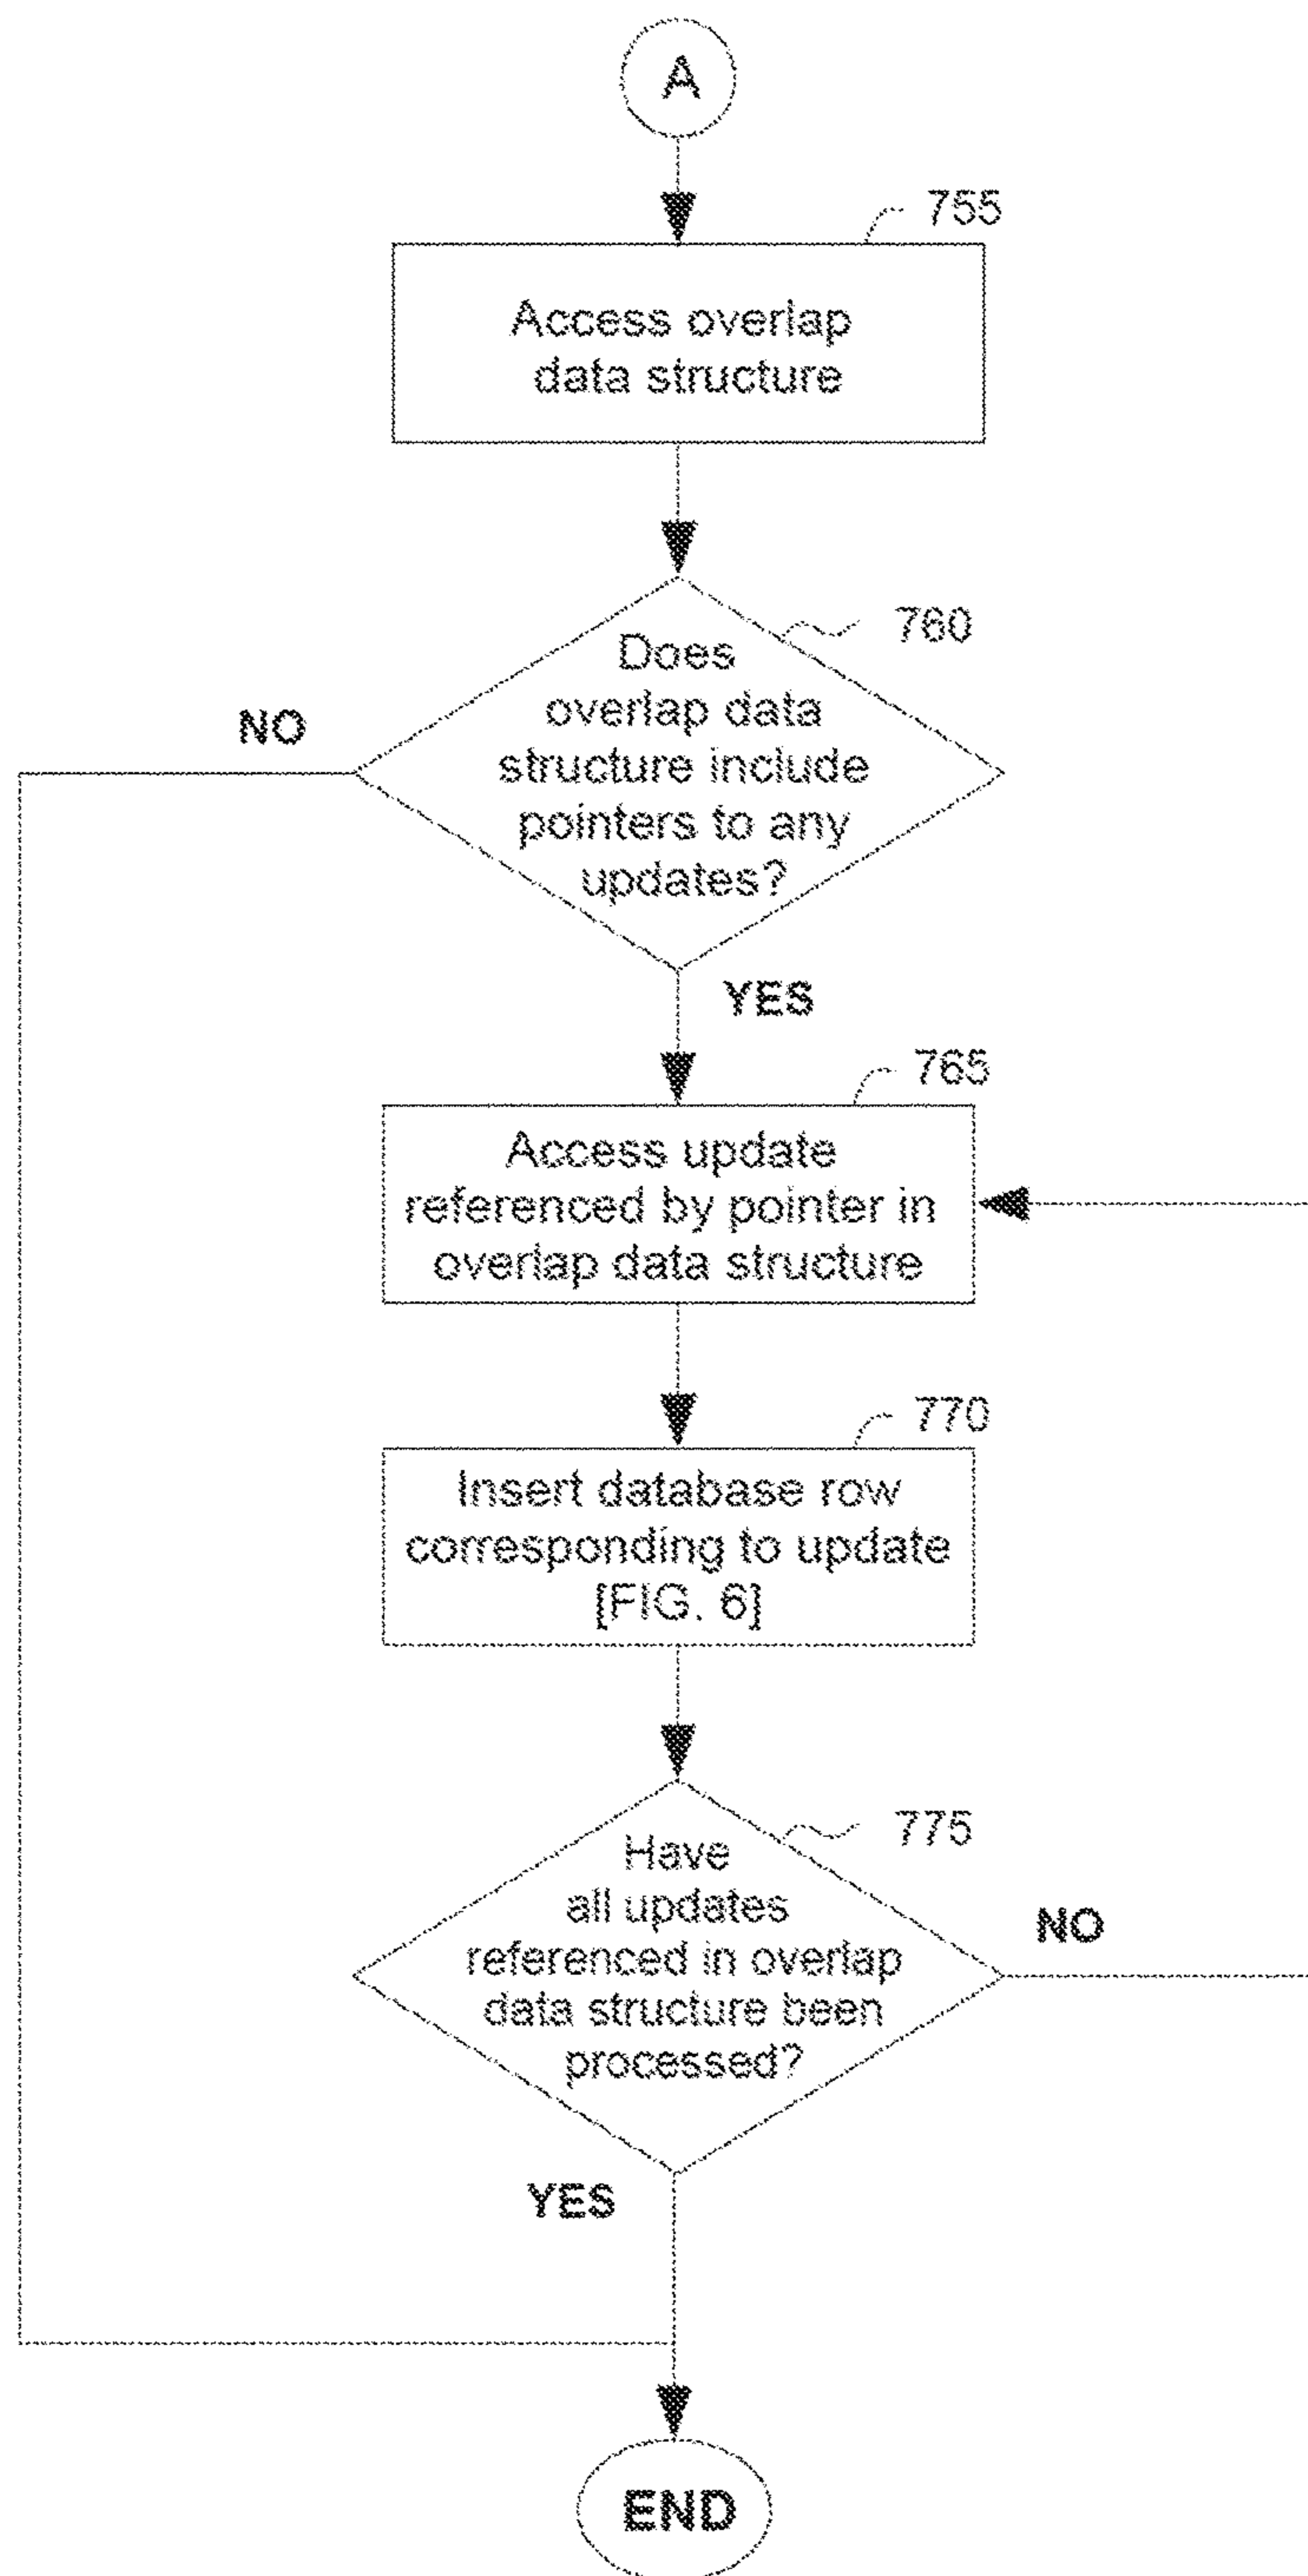 A
755
Access overlap
data structure
760
Does
overlap data
structure include
pointers to any
updates?
NO
YES
765
Access update
referenced by pointer in
overlap data structure
770
Insert database row
corresponding to update
[FIG. 6]
775
Have
all updates
referenced in overlap
data structure been
processed?
NO
YES
END